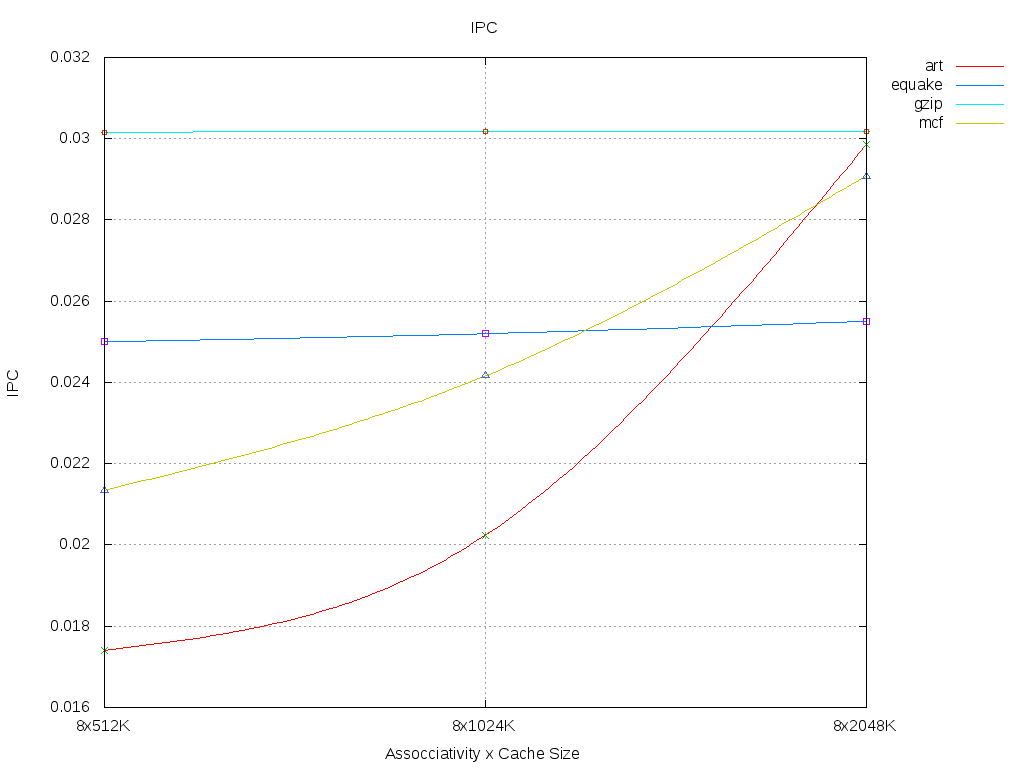 IPC
0.032
0.03
0.028
0.026
0.024
0.022
0.02
0.018
0.016
IPC
8x512K
8x1024K
8x2048K
Assocciativity x Cache Size
art
equake
gzip
mcf